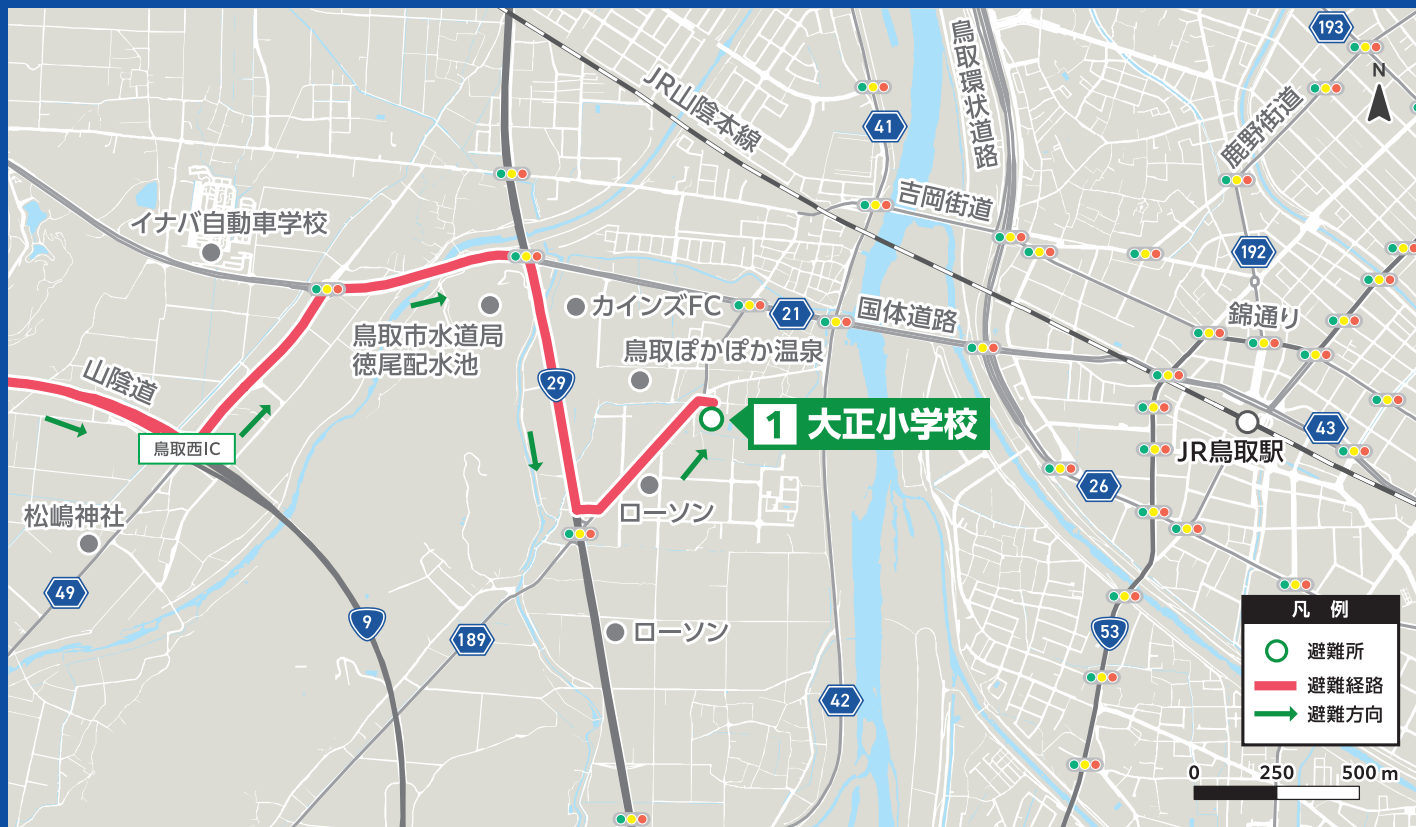 193
N
鳥取環状道路
JR山陰本線
鹿野街道
41
吉岡街道
イナバ自動車学校
192
カインズFC
21
国体道路
錦通り
鳥取市水道局
徳尾配水池
鳥取ぽかぽか温泉
山陰道
29
1 大正小学校
43
鳥取西IC
JR鳥取駅
26
松嶋神社
ローソン
49
9
189
ローソン
53
42
凡 例
避難所
避難経路
避難方向
0 250 500 m